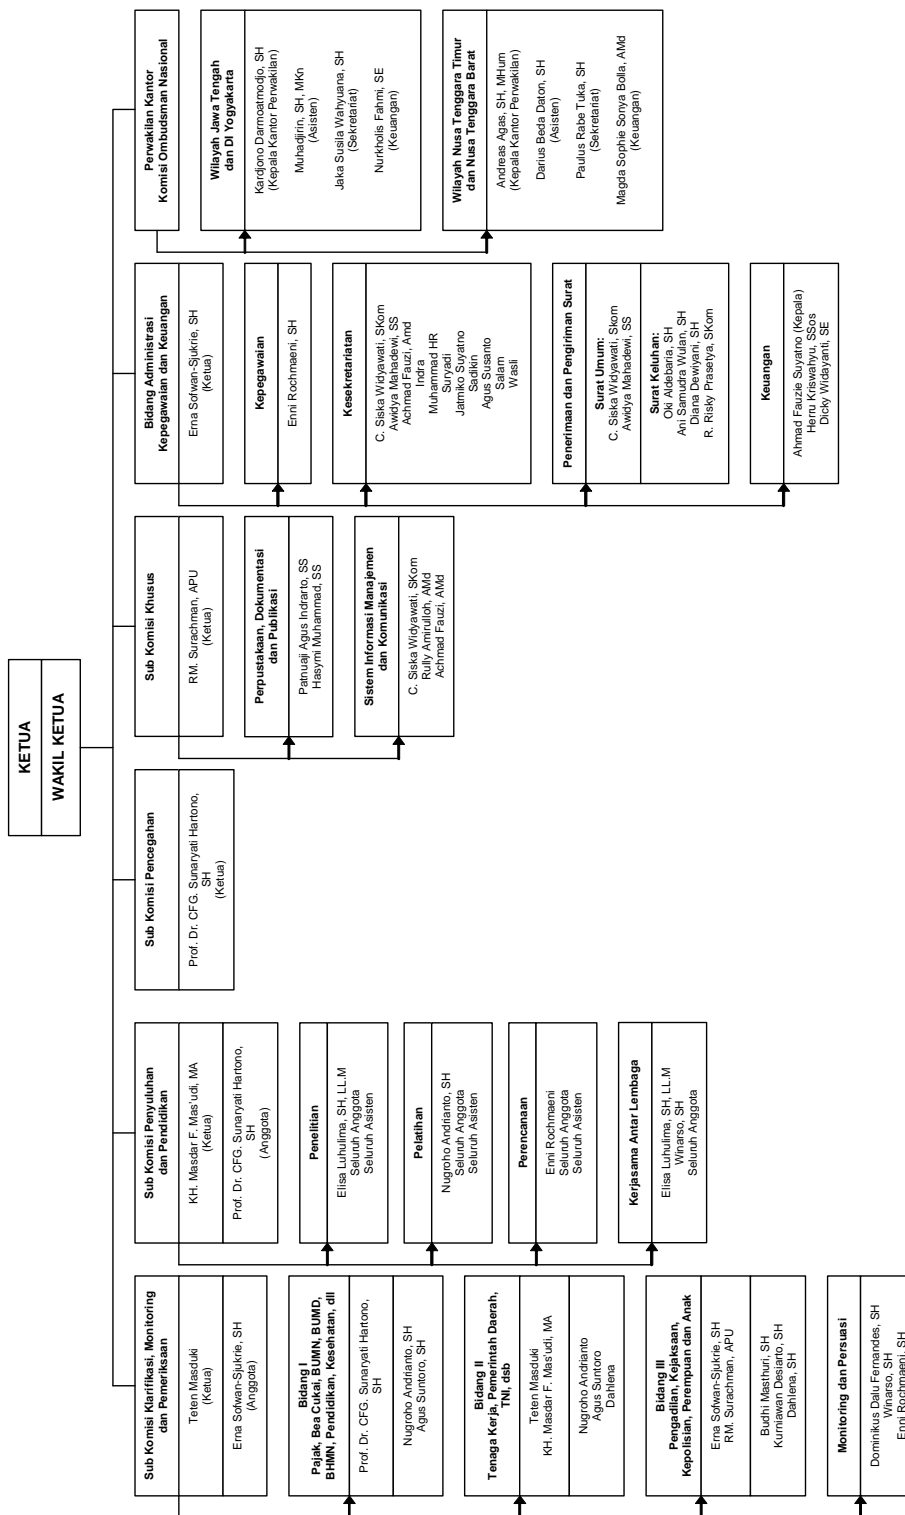 KETUA
WAKIL KETUA
Sub Komisi Klarifikasi, Monitoring
dan Pemeriksaan
Teten Masduki
(Ketua)
Erna Sofwan-Sjukrie, SH
(Anggota)
Bidang I
Pajak, Bea Cukai, BUMN, BUMD,
BHMN, Pendidikan, Kesehatan, dll
Prof. Dr. CFG. Sunaryati Hartono,
SH
Nugroho Andrianto, SH
Agus Suntoro, SH
Bidang II
Tenaga Kerja, Pemerintah Daerah,
TNI, dsb
Teten Masduki
KH. Masdar F. Mas'udi, MA
Nugroho Andrianto
Agus Suntoro
Dahlena
Bidang III
Pengadilan, Kejaksaan,
Kepolisian, Perempuan dan Anak
Erna Sofwan-Sjukrie, SH
RM. Surachman, APU
Budhi Masthuri, SH
Kurniawan Desiarto, SH
Dahlena, SH
Monitoring dan Persuasi
Dominikus Dalu Fernandes, SH
Winarso, SH
Enni Rochmaeni, SH
Sub Komisi Penyuluhan
dan Pendidikan
KH. Masdar F. Mas'udi, MA
(Ketua)
Prof. Dr. CFG. Sunaryati Hartono,
SH
(Anggota)
Penelitian
Elisa Luhulima, SH, LL.M
Seluruh Anggota
Seluruh Asisten
Pelatihan
Nugroho Andrianto, SH
Seluruh Anggota
Seluruh Asisten
Perencanaan
Enni Rochmaeni
Seluruh Anggota
Seluruh Asisten
Kerjasama Antar Lembaga
Elisa Luhulima, SH, LL.M
Winarso, SH
Seluruh Anggota
Sub Komisi Pencegahan
Prof. Dr. CFG. Sunaryati Hartono,
SH
(Ketua)
Sub Komisi Khusus
RM. Surachman, APU
(Ketua)
Perpustakaan, Dokumentasi
dan Publikasi
Patnuaji Agus Indrarto, SS
Hasymi Muhammad, SS
Sistem Informasi Manajemen
dan Komunikasi
C. Siska Widyawati, SKom
Rully Amirulloh, AMd
Achmad Fauzi, AMd
Bidang Administrasi
Kepegawaian dan Keuangan
Erna Sofwan-Sjukrie, SH
(Ketua)
Kepegawaian
Enni Rochmaeni, SH
Kesekretariatan
C. Siska Widyawati, SKom
Awidya Mahadewi, SS
Achmad Fauzi, Amd
Indra
Muhammad HR
Suryadi
Jatmiko Suyatno
Sadikin
Agus Susanto
Salam
Wasli
Penerimaan dan Pengiriman Surat
Surat Umum:
C. Siska Widyawati, Skom
Awidya Mahadewi, SS
Surat Keluhan:
Oki Aldebaria, SH
Ani Samudra Wulan, SH
Diana Dewiyani, SH
R. Risky Prasetya, SKom
Keuangan
Ahmad Fauzie Suyatno (Kepala)
Herru Kriswahyu, SSos
Dicky Widayanti, SE
Perwakilan Kantor
Komisi Ombudsman Nasional
Wilayah Jawa Tengah
dan DI Yogyakarta
Kardjono Darmoatmodjo, SH
(Kepala Kantor Perwakilan)
Muhadjirin, SH, MKn
(Asisten)
Jaka Susila Wahyuana, SH
(Sekretariat)
Nurkholis Fahmi, SE
(Keuangan)
Wilayah Nusa Tenggara Timur
dan Nusa Tenggara Barat
Andreas Agas, SH, MHum
(Kepala Kantor Perwakilan)
Darius Beda Daton, SH
(Asisten)
Paulus Rabe Tuka, SH
(Sekretariat)
Magda Sophie Sonya Bolla, AMd
(Keuangan)